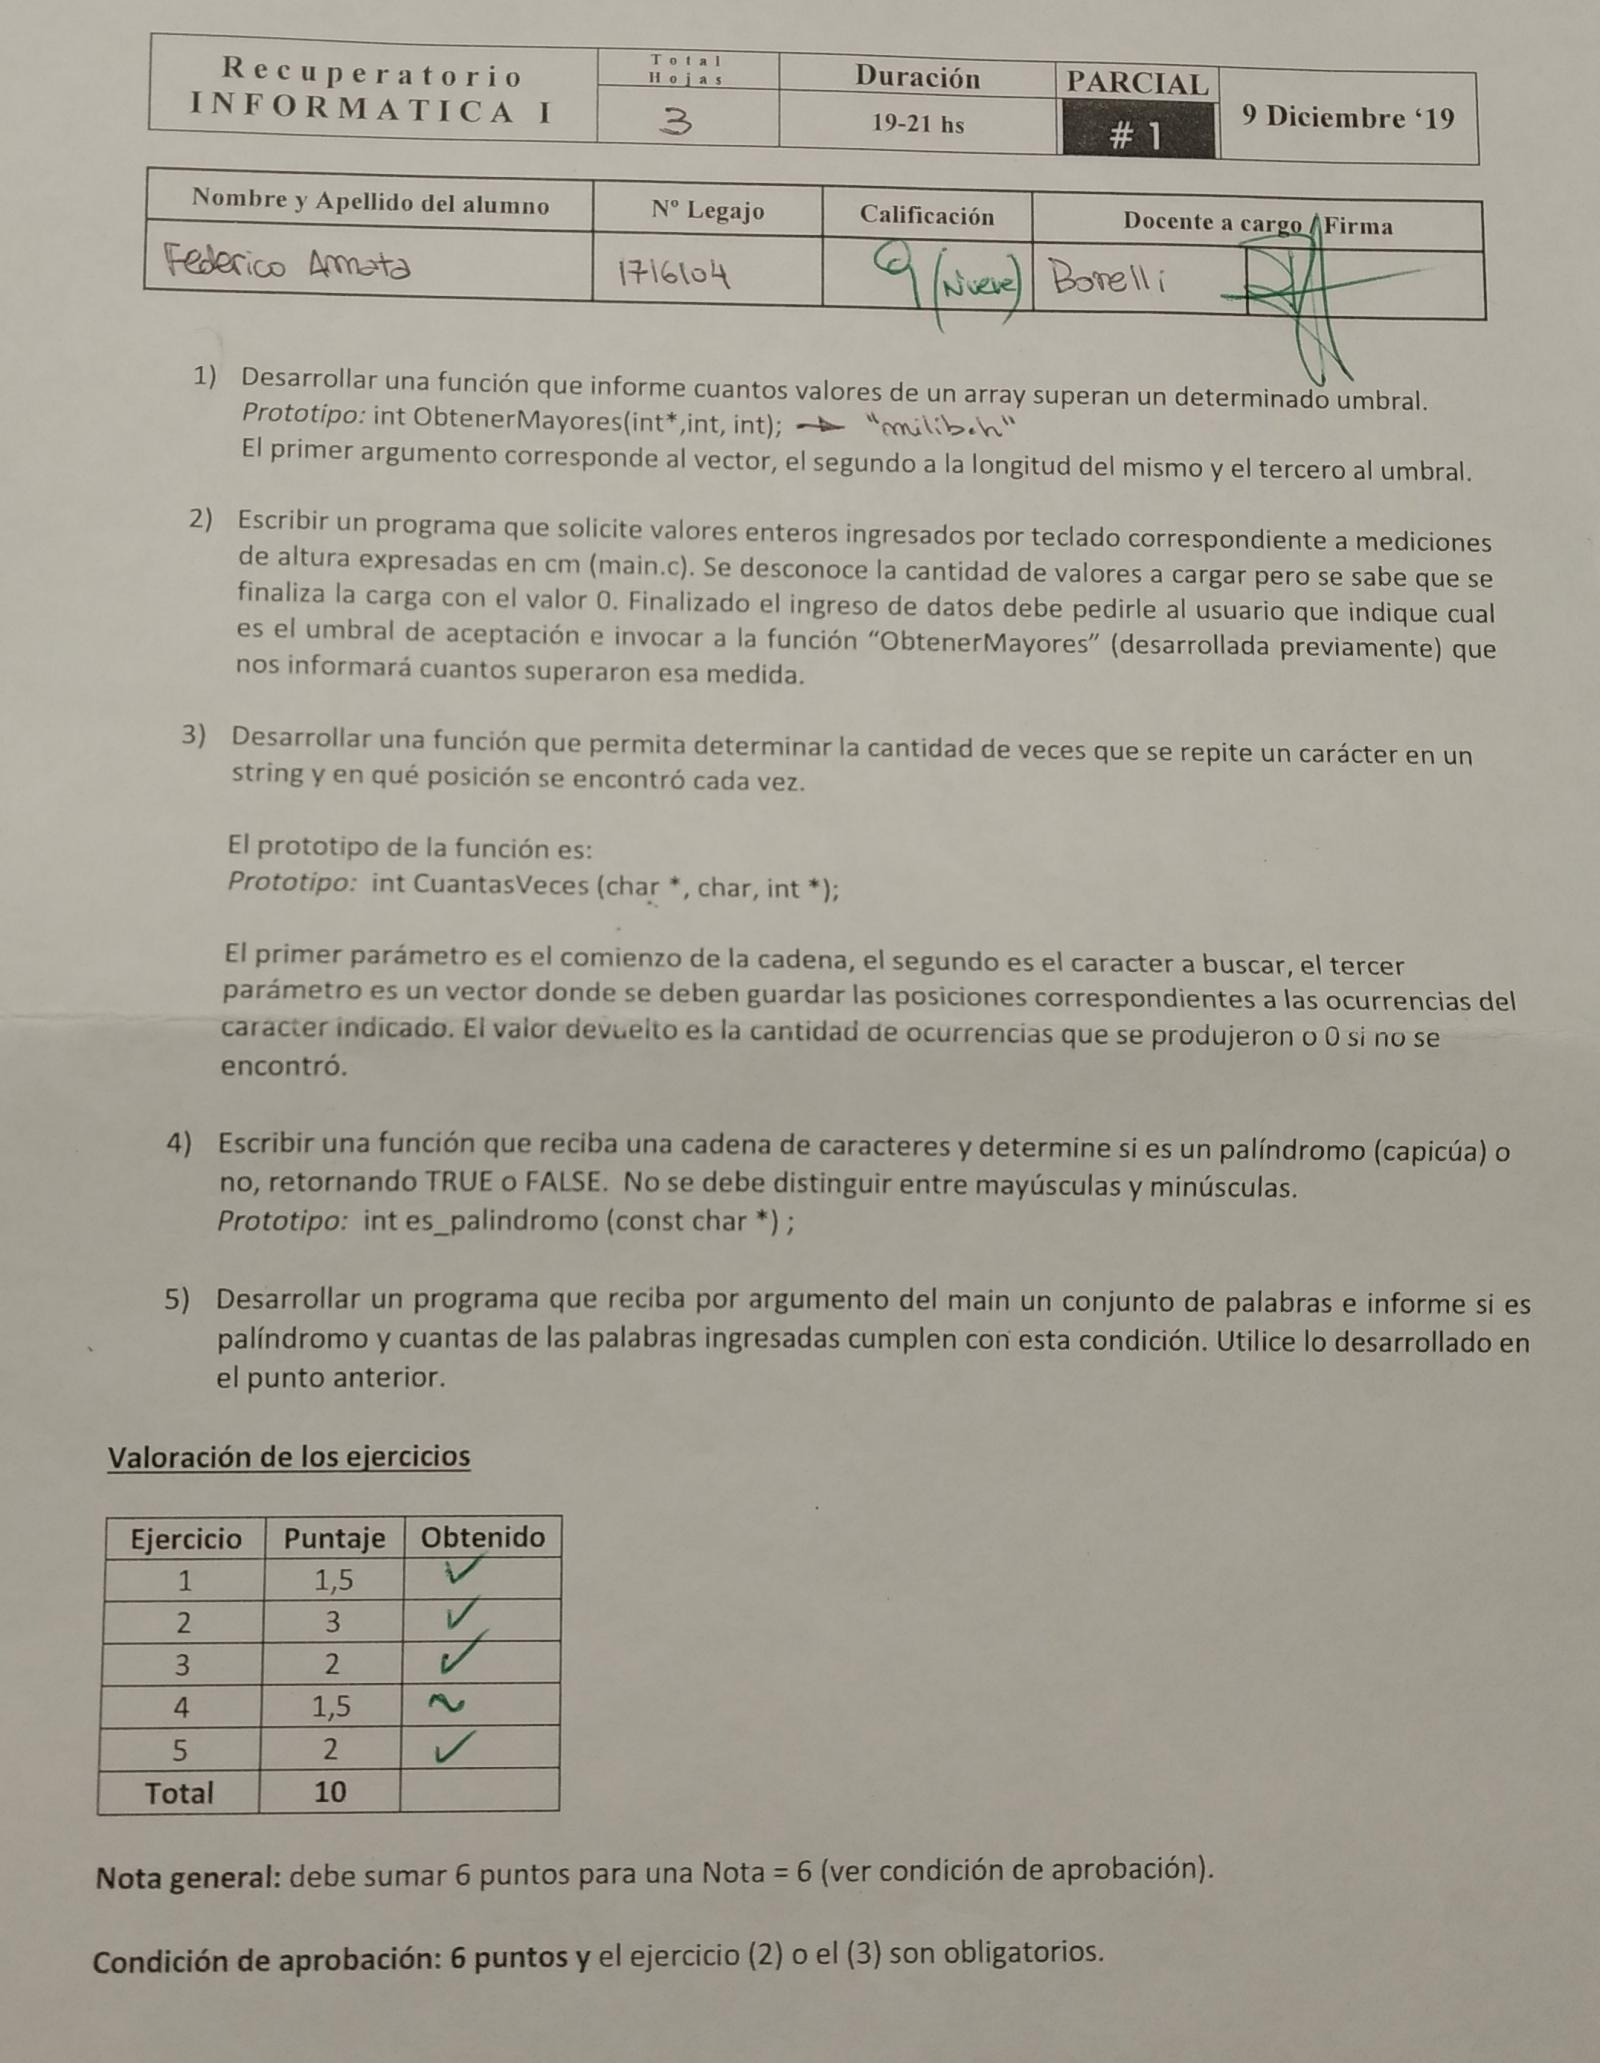 Recuperatorio
INFORMATICA I
Total
Hojas
3
Duración
19-21 hs
PARCIAL
# 1
9 Diciembre ‘19
Nombre y Apellido del alumno
Nº Legajo
Calificación
Docente a cargo / Firma
Federico Amata
1716104
9 (Nueve)
Borelli
1) Desarrollar una función que informe cuantos valores de un array superan un determinado umbral.
Prototipo: int ObtenerMayores(int*,int, int); → "milib.h"
El primer argumento corresponde al vector, el segundo a la longitud del mismo y el tercero al umbral.
2) Escribir un programa que solicite valores enteros ingresados por teclado correspondiente a mediciones
de altura expresadas en cm (main.c). Se desconoce la cantidad de valores a cargar pero se sabe que se
finaliza la carga con el valor 0. Finalizado el ingreso de datos debe pedirle al usuario que indique cual
es el umbral de aceptación e invocar a la función “ObtenerMayores” (desarrollada previamente) que
nos informará cuantos superaron esa medida.
3) Desarrollar una función que permita determinar la cantidad de veces que se repite un carácter en un
string y en qué posición se encontró cada vez.
El prototipo de la función es:
Prototipo: int CuantasVeces (char *, char, int *);
El primer parámetro es el comienzo de la cadena, el segundo es el caracter a buscar, el tercer
parámetro es un vector donde se deben guardar las posiciones correspondientes a las ocurrencias del
caracter indicado. El valor devuelto es la cantidad de ocurrencias que se produjeron o 0 si no se
encontró.
4) Escribir una función que reciba una cadena de caracteres y determine si es un palíndromo (capicúa) o
no, retornando TRUE o FALSE. No se debe distinguir entre mayúsculas y minúsculas.
Prototipo: int es_palindromo (const char *) ;
5) Desarrollar un programa que reciba por argumento del main un conjunto de palabras e informe si es
palíndromo y cuantas de las palabras ingresadas cumplen con esta condición. Utilice lo desarrollado en
el punto anterior.
Valoración de los ejercicios
Ejercicio Puntaje Obtenido
1 1,5 ✓
2 3 ✓
3 2 ✓
4 1,5 ~
5 2 ✓
Total 10
Nota general: debe sumar 6 puntos para una Nota = 6 (ver condición de aprobación).
Condición de aprobación: 6 puntos y el ejercicio (2) o el (3) son obligatorios.